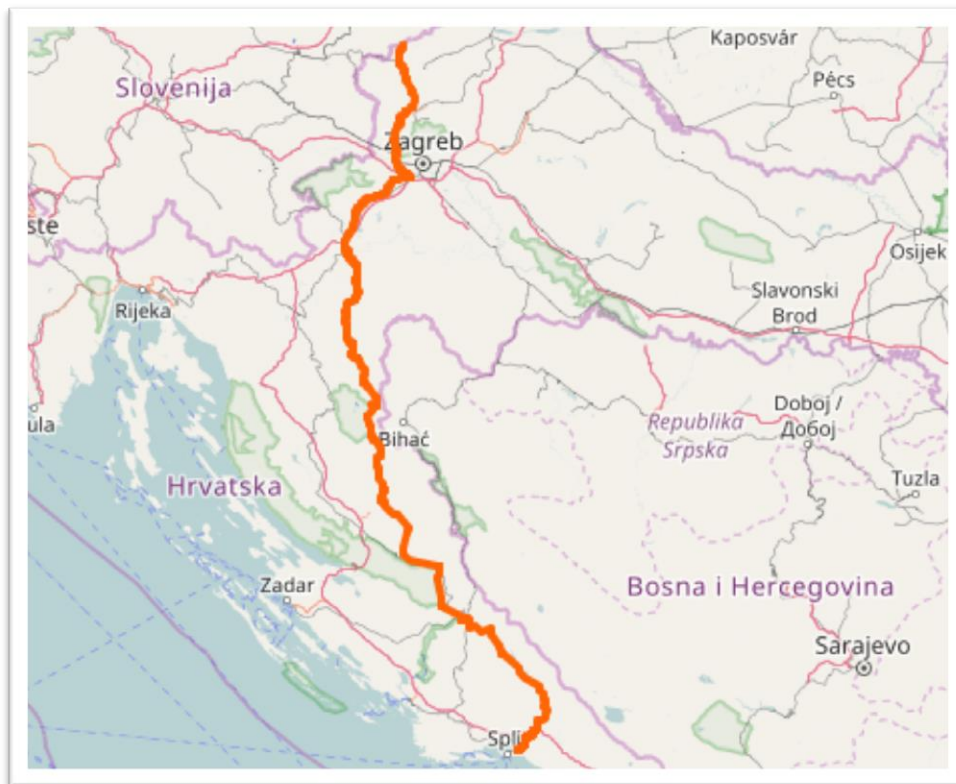 Kaposvár
Slovenija
Pécs
Zagreb
ste
Osijek
Rijeka
Slavonski
Brod
Doboj /
Добој
ula
Republika
Srpska
Bihać
Tuzla
Hrvatska
Zadar
Bosna i Hercegovina
Sarajevo
Spli